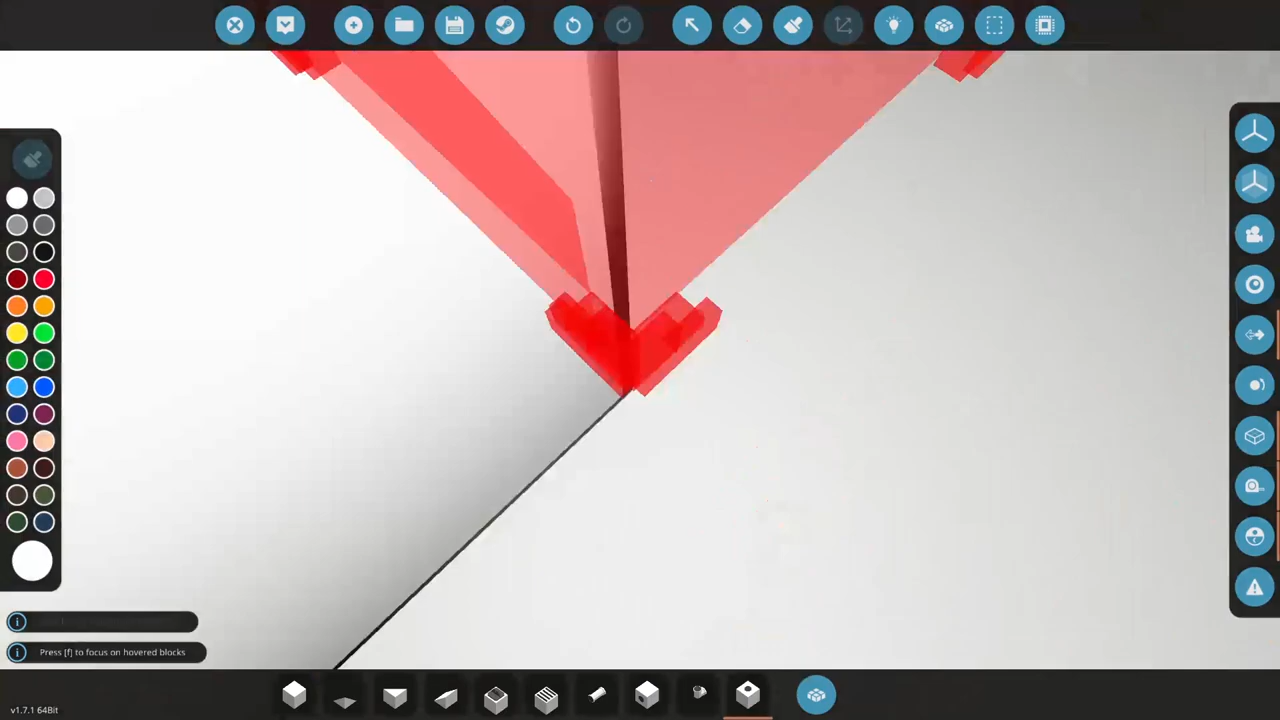 Press [f] to focus on hovered blocks
v1.7.1 64Bit